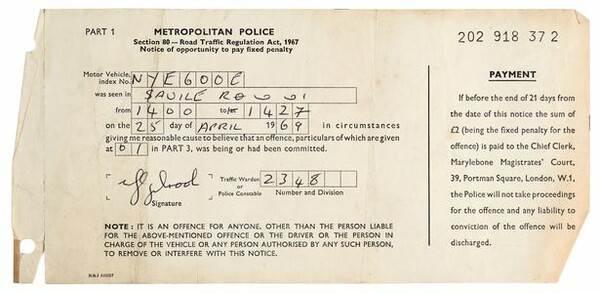 PART 1
METROPOLITAN POLICE
Section 80 — Road Traffic Regulation Act, 1967
Notice of opportunity to pay fixed penalty
202 918 37 2
Motor Vehicle,
index No. NYE600E
was seen in SAVILE ROW W1
from 1400 to/at 1427
on the 25 day of APRIL 1969 in circumstances
giving me reasonable cause to believe that an offence, particulars of which are given
at 01 in PART 3, was being or had been committed.
Signature
Traffic Warden
or
Police Constable
2348
Number and Division
NOTE: IT IS AN OFFENCE FOR ANYONE, OTHER THAN THE PERSON LIABLE
FOR THE ABOVE-MENTIONED OFFENCE OR THE DRIVER OR THE PERSON IN
CHARGE OF THE VEHICLE OR ANY PERSON AUTHORISED BY ANY SUCH PERSON,
TO REMOVE OR INTERFERE WITH THIS NOTICE.
PAYMENT
If before the end of 21 days from
the date of this notice the sum of
£2 (being the fixed penalty for the
offence) is paid to the Chief Clerk,
Marylebone Magistrates' Court,
39, Portman Square, London, W.1,
the Police will not take proceedings
for the offence and any liability to
conviction of the offence will be
discharged.